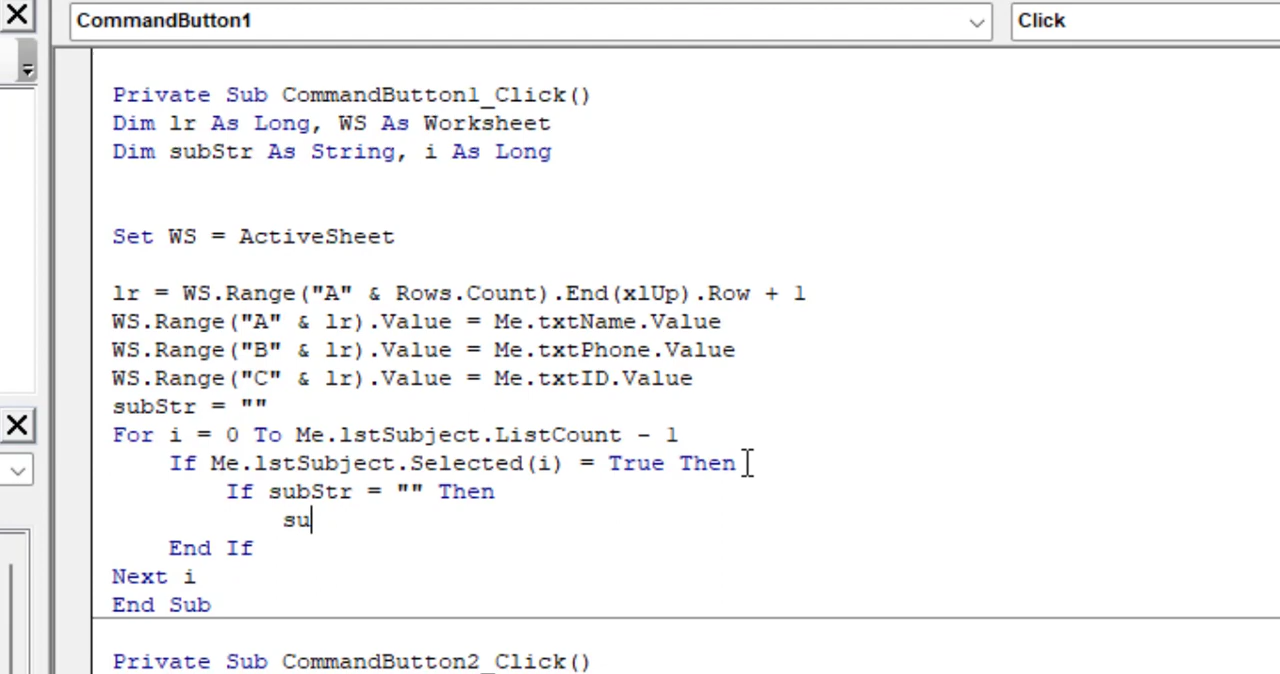 CommandButton1
Click
Private Sub CommandButton1_Click()
Dim lr As Long, WS As Worksheet
Dim subStr As String, i As Long
Set WS = ActiveSheet
lr = WS.Range("A" & Rows.Count).End(xlUp).Row + 1
WS.Range("A" & lr).Value = Me.txtName.Value
WS.Range("B" & lr).Value = Me.txtPhone.Value
WS.Range("C" & lr).Value = Me.txtID.Value
subStr = ""
For i = 0 To Me.lstSubject.ListCount - 1
    If Me.lstSubject.Selected(i) = True Then
        If subStr = "" Then
            su
    End If
Next i
End Sub
Private Sub CommandButton2_Click()